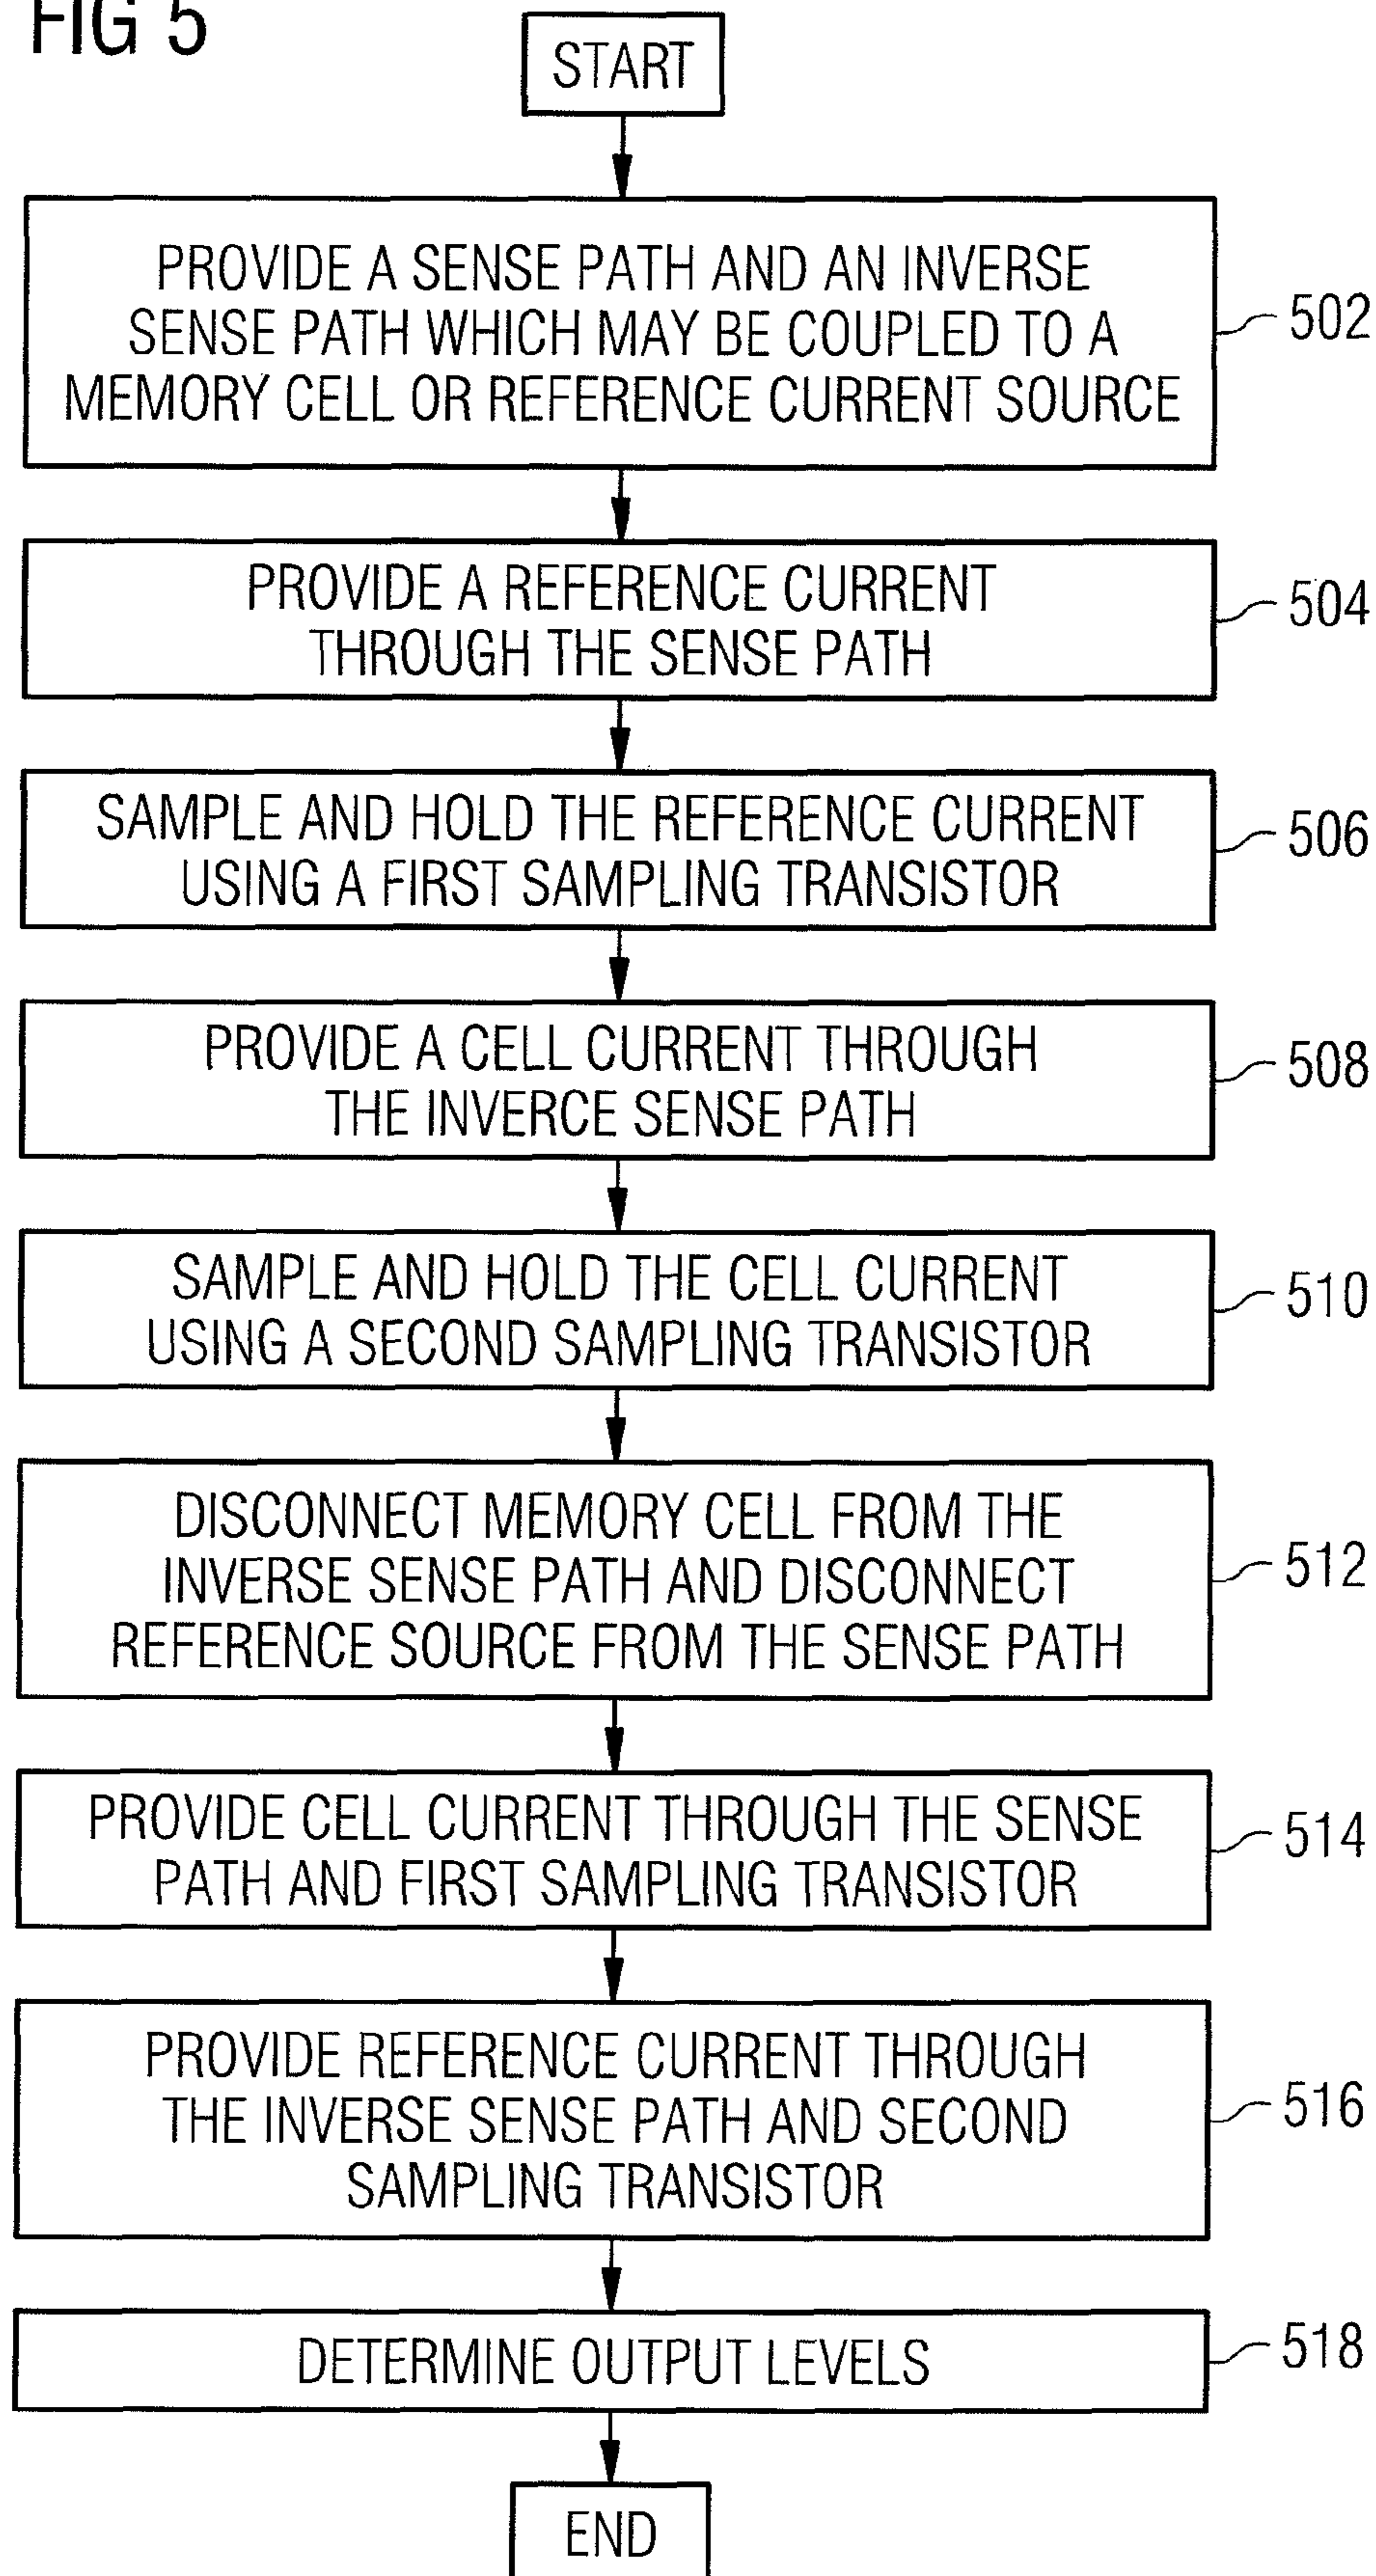 FIG 5
START
PROVIDE A SENSE PATH AND AN INVERSE
SENSE PATH WHICH MAY BE COUPLED TO A
MEMORY CELL OR REFERENCE CURRENT SOURCE
502
PROVIDE A REFERENCE CURRENT
THROUGH THE SENSE PATH
504
SAMPLE AND HOLD THE REFERENCE CURRENT
USING A FIRST SAMPLING TRANSISTOR
506
PROVIDE A CELL CURRENT THROUGH
THE INVERCE SENSE PATH
508
SAMPLE AND HOLD THE CELL CURRENT
USING A SECOND SAMPLING TRANSISTOR
510
DISCONNECT MEMORY CELL FROM THE
INVERSE SENSE PATH AND DISCONNECT
REFERENCE SOURCE FROM THE SENSE PATH
512
PROVIDE CELL CURRENT THROUGH THE SENSE
PATH AND FIRST SAMPLING TRANSISTOR
514
PROVIDE REFERENCE CURRENT THROUGH
THE INVERSE SENSE PATH AND SECOND
SAMPLING TRANSISTOR
516
DETERMINE OUTPUT LEVELS
518
END